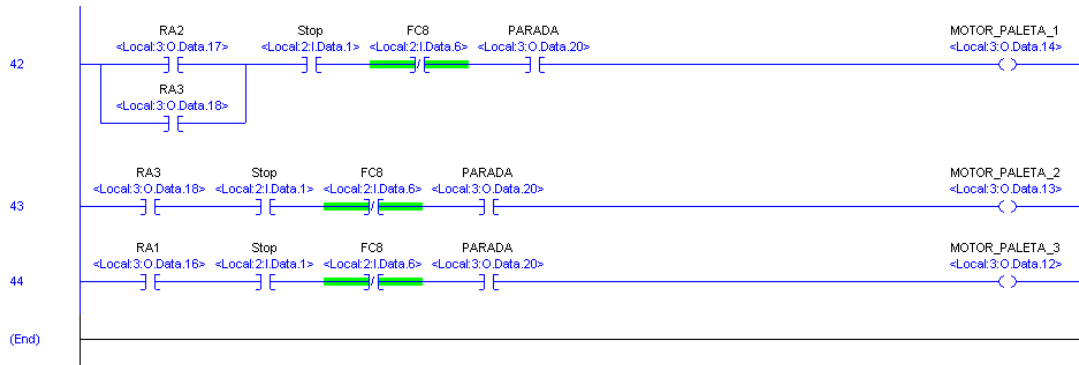 RA2 Stop FC8 PARADA MOTOR_PALETA_1
<Local:3:O.Data.17> <Local:2:I.Data.1> <Local:2:I.Data.6> <Local:3:O.Data.20> <Local:3:O.Data.14>
42
RA3
<Local:3:O.Data.18>
RA3 Stop FC8 PARADA MOTOR_PALETA_2
<Local:3:O.Data.18> <Local:2:I.Data.1> <Local:2:I.Data.6> <Local:3:O.Data.20> <Local:3:O.Data.13>
43
RA1 Stop FC8 PARADA MOTOR_PALETA_3
<Local:3:O.Data.16> <Local:2:I.Data.1> <Local:2:I.Data.6> <Local:3:O.Data.20> <Local:3:O.Data.12>
44
(End)